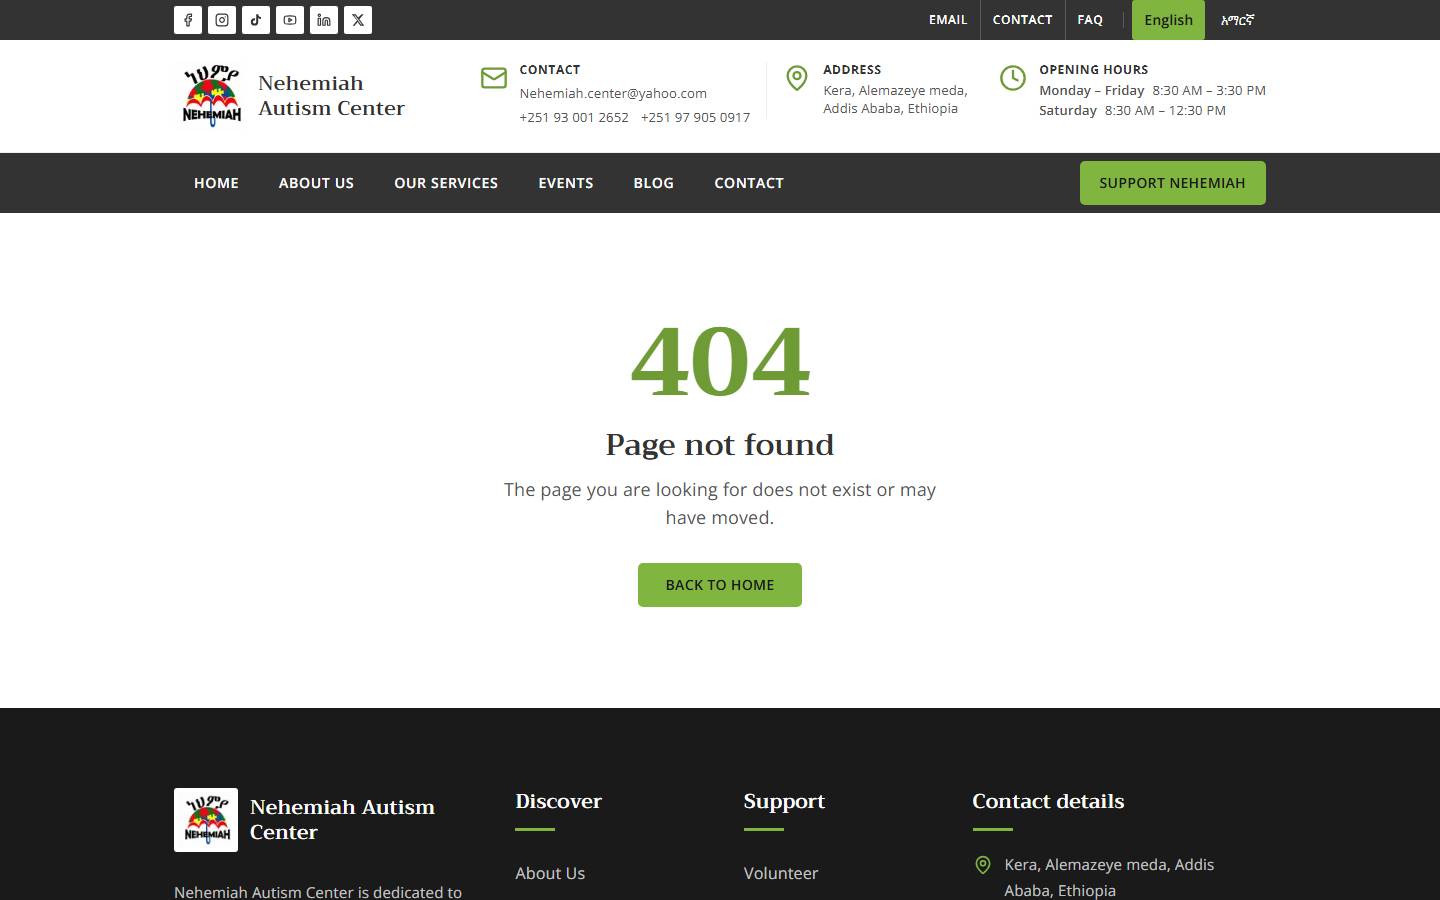 EMAIL
CONTACT
FAQ
English
አማርኛ
ነህምያ
NEHEMIAH
Nehemiah
Autism Center
CONTACT
Nehemiah.center@yahoo.com
+251 93 001 2652 +251 97 905 0917
ADDRESS
Kera, Alemazeye meda,
Addis Ababa, Ethiopia
OPENING HOURS
Monday – Friday 8:30 AM – 3:30 PM
Saturday 8:30 AM – 12:30 PM
HOME
ABOUT US
OUR SERVICES
EVENTS
BLOG
CONTACT
SUPPORT NEHEMIAH
404
Page not found
The page you are looking for does not exist or may
have moved.
BACK TO HOME
ነህምያ
NEHEMIAH
Nehemiah Autism
Center
Nehemiah Autism Center is dedicated to
Discover
About Us
Support
Volunteer
Contact details
Kera, Alemazeye meda, Addis
Ababa, Ethiopia